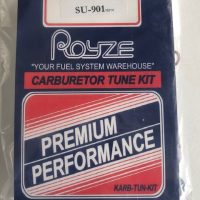 SU-901
ROYZE
"YOUR FUEL SYSTEM WAREHOUSE"
CARBURETOR TUNE KIT
PREMIUM
PERFORMANCE
KARB-TUN-KIT